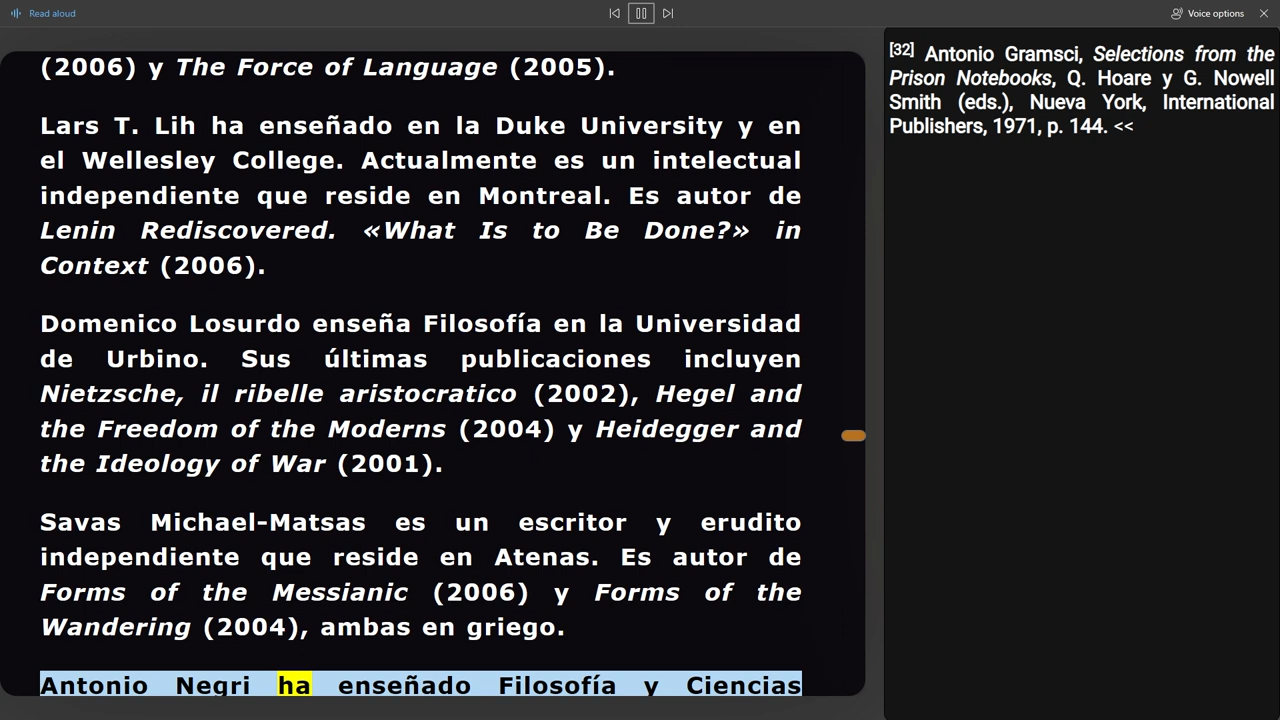 Read aloud
Voice options
(2006) y The Force of Language (2005).
Lars T. Lih ha enseñado en la Duke University y en
el Wellesley College. Actualmente es un intelectual
independiente que reside en Montreal. Es autor de
Lenin Rediscovered. «What Is to Be Done?» in
Context (2006).
Domenico Losurdo enseña Filosofía en la Universidad
de Urbino. Sus últimas publicaciones incluyen
Nietzsche, il ribelle aristocratico (2002), Hegel and
the Freedom of the Moderns (2004) y Heidegger and
the Ideology of War (2001).
Savas Michael-Matsas es un escritor y erudito
independiente que reside en Atenas. Es autor de
Forms of the Messianic (2006) y Forms of the
Wandering (2004), ambas en griego.
Antonio Negri ha enseñado Filosofía y Ciencias
[32] Antonio Gramsci, Selections from the
Prison Notebooks, Q. Hoare y G. Nowell
Smith (eds.), Nueva York, International
Publishers, 1971, p. 144. <<